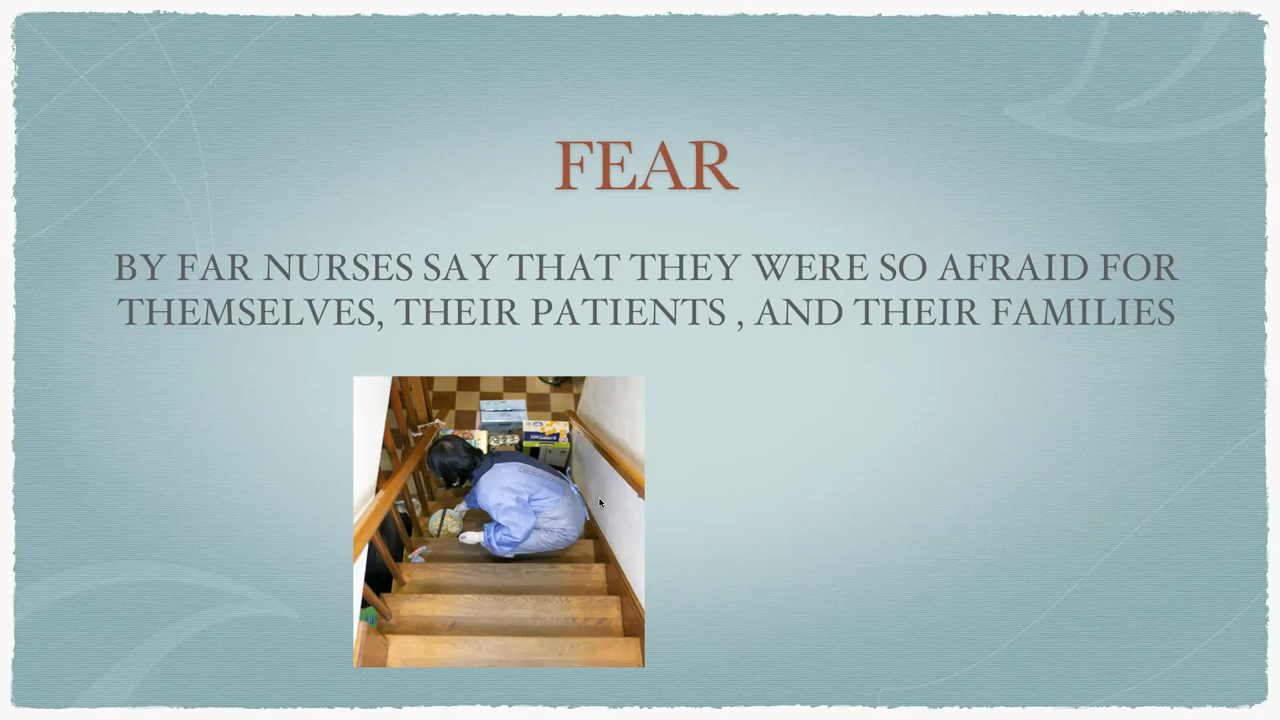 FEAR
BY FAR NURSES SAY THAT THEY WERE SO AFRAID FOR
THEMSELVES, THEIR PATIENTS , AND THEIR FAMILIES